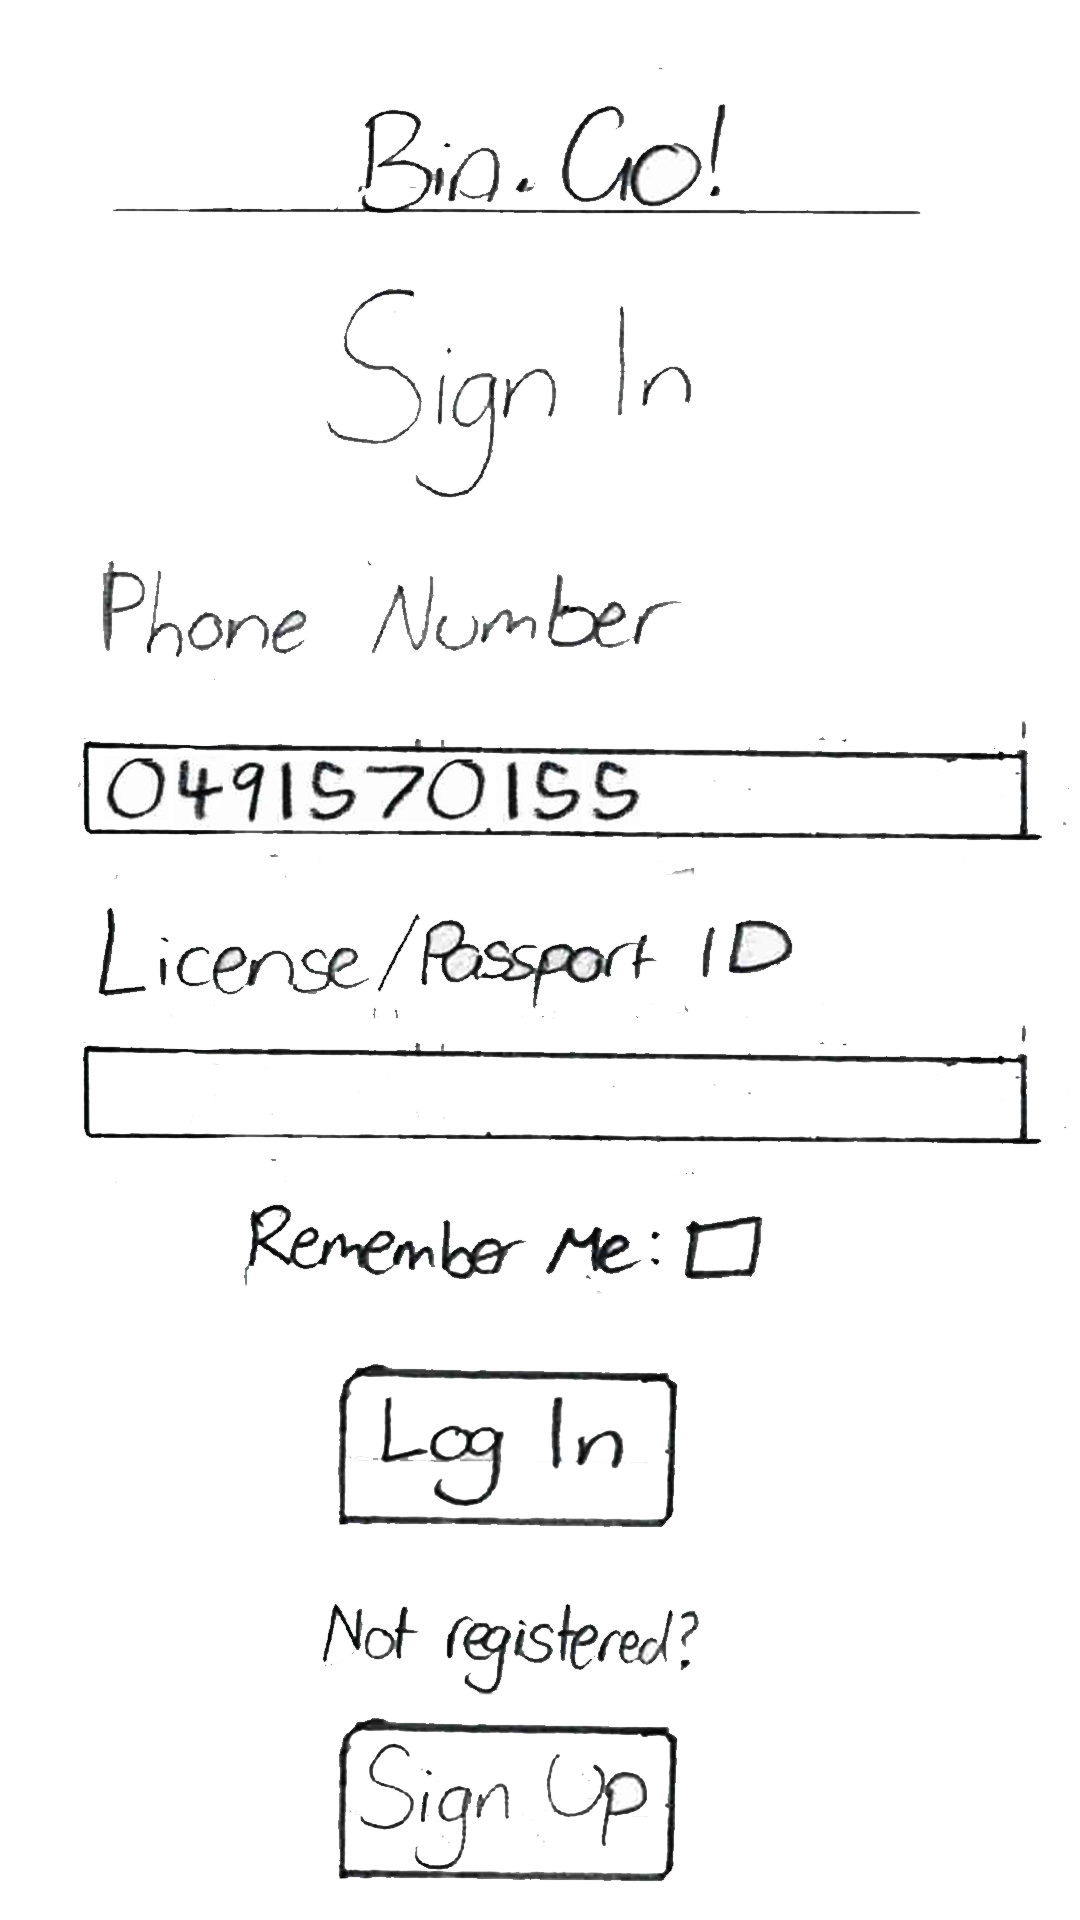 Bin.Go!
Sign In
Phone Number
0491570155
License/Passport ID
Remember Me:
Log In
Not registered?
Sign Up